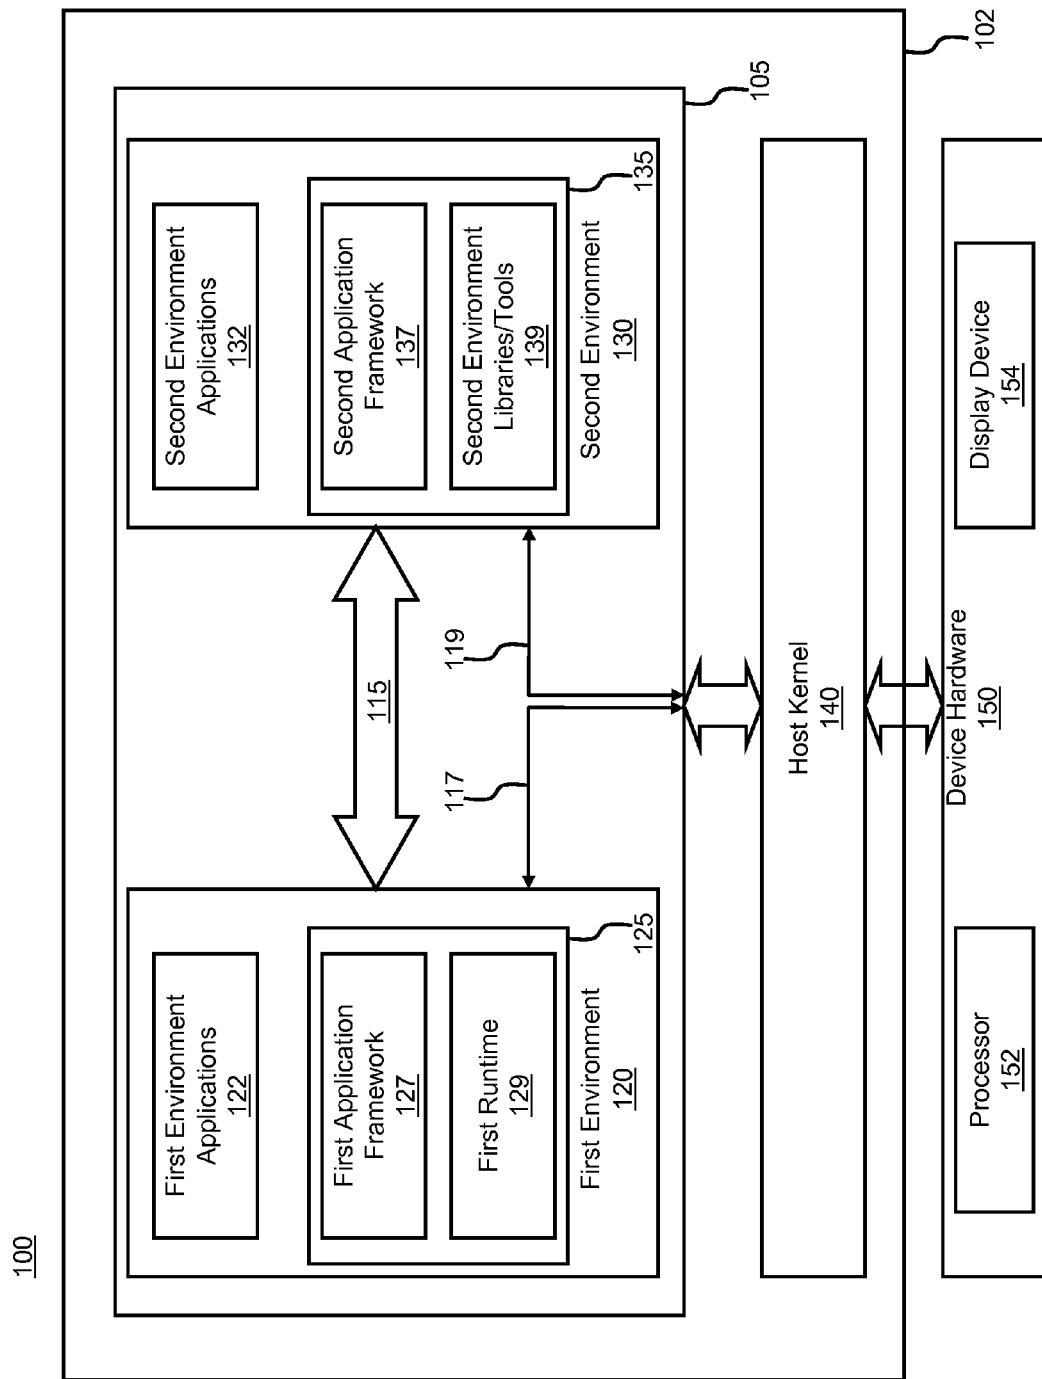 100
First Environment
Applications
122
First Application
Framework
127
First Runtime
129
First Environment
120
125
115
117
119
Second Environment
Applications
132
Second Application
Framework
137
Second Environment
Libraries/Tools
139
Second Environment
130
135
105
Host Kernel
140
102
Device Hardware
150
Processor
152
Display Device
154